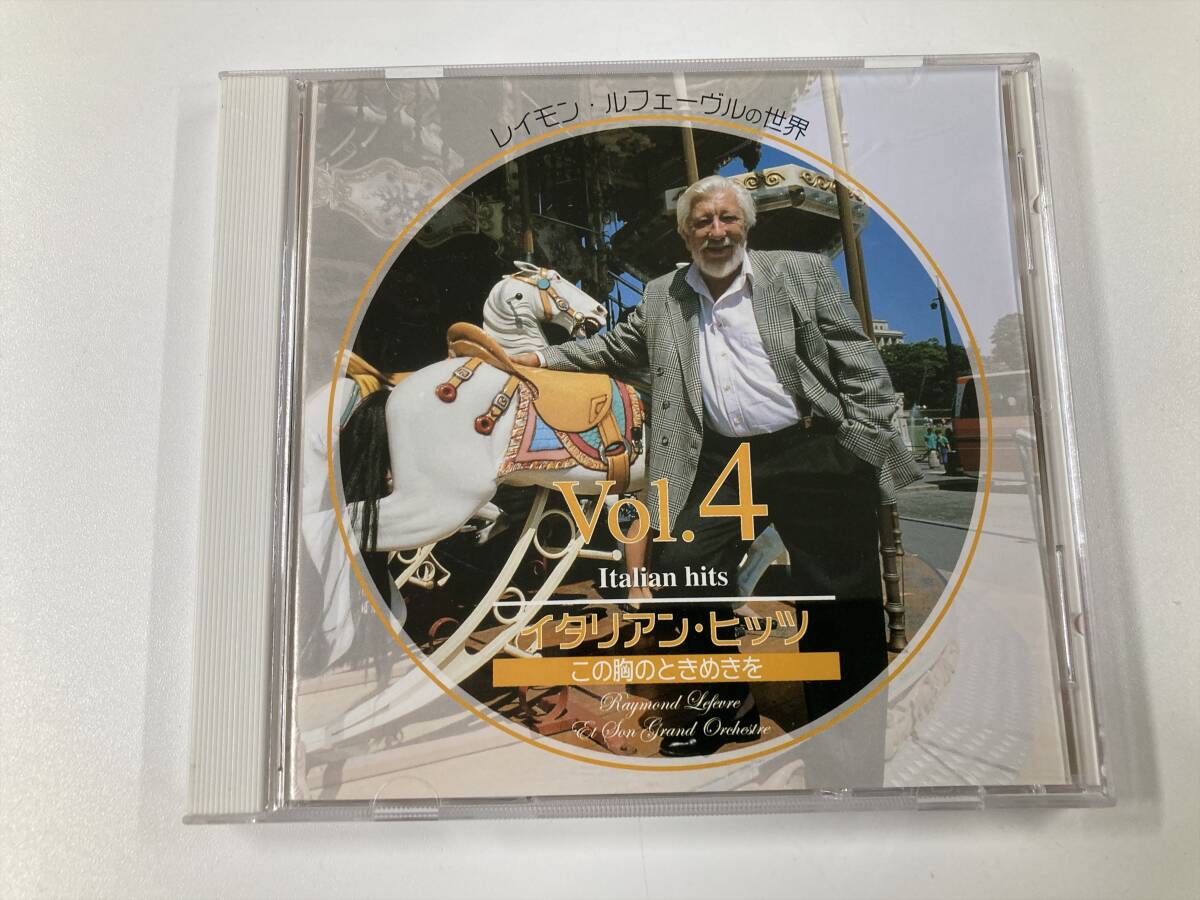 レイモン・ルフェーヴルの世界
Vol.4
Italian hits
イタリアン・ヒッツ
この胸のときめきを
Raymond Lefevre
Et Son Grand Orchestre